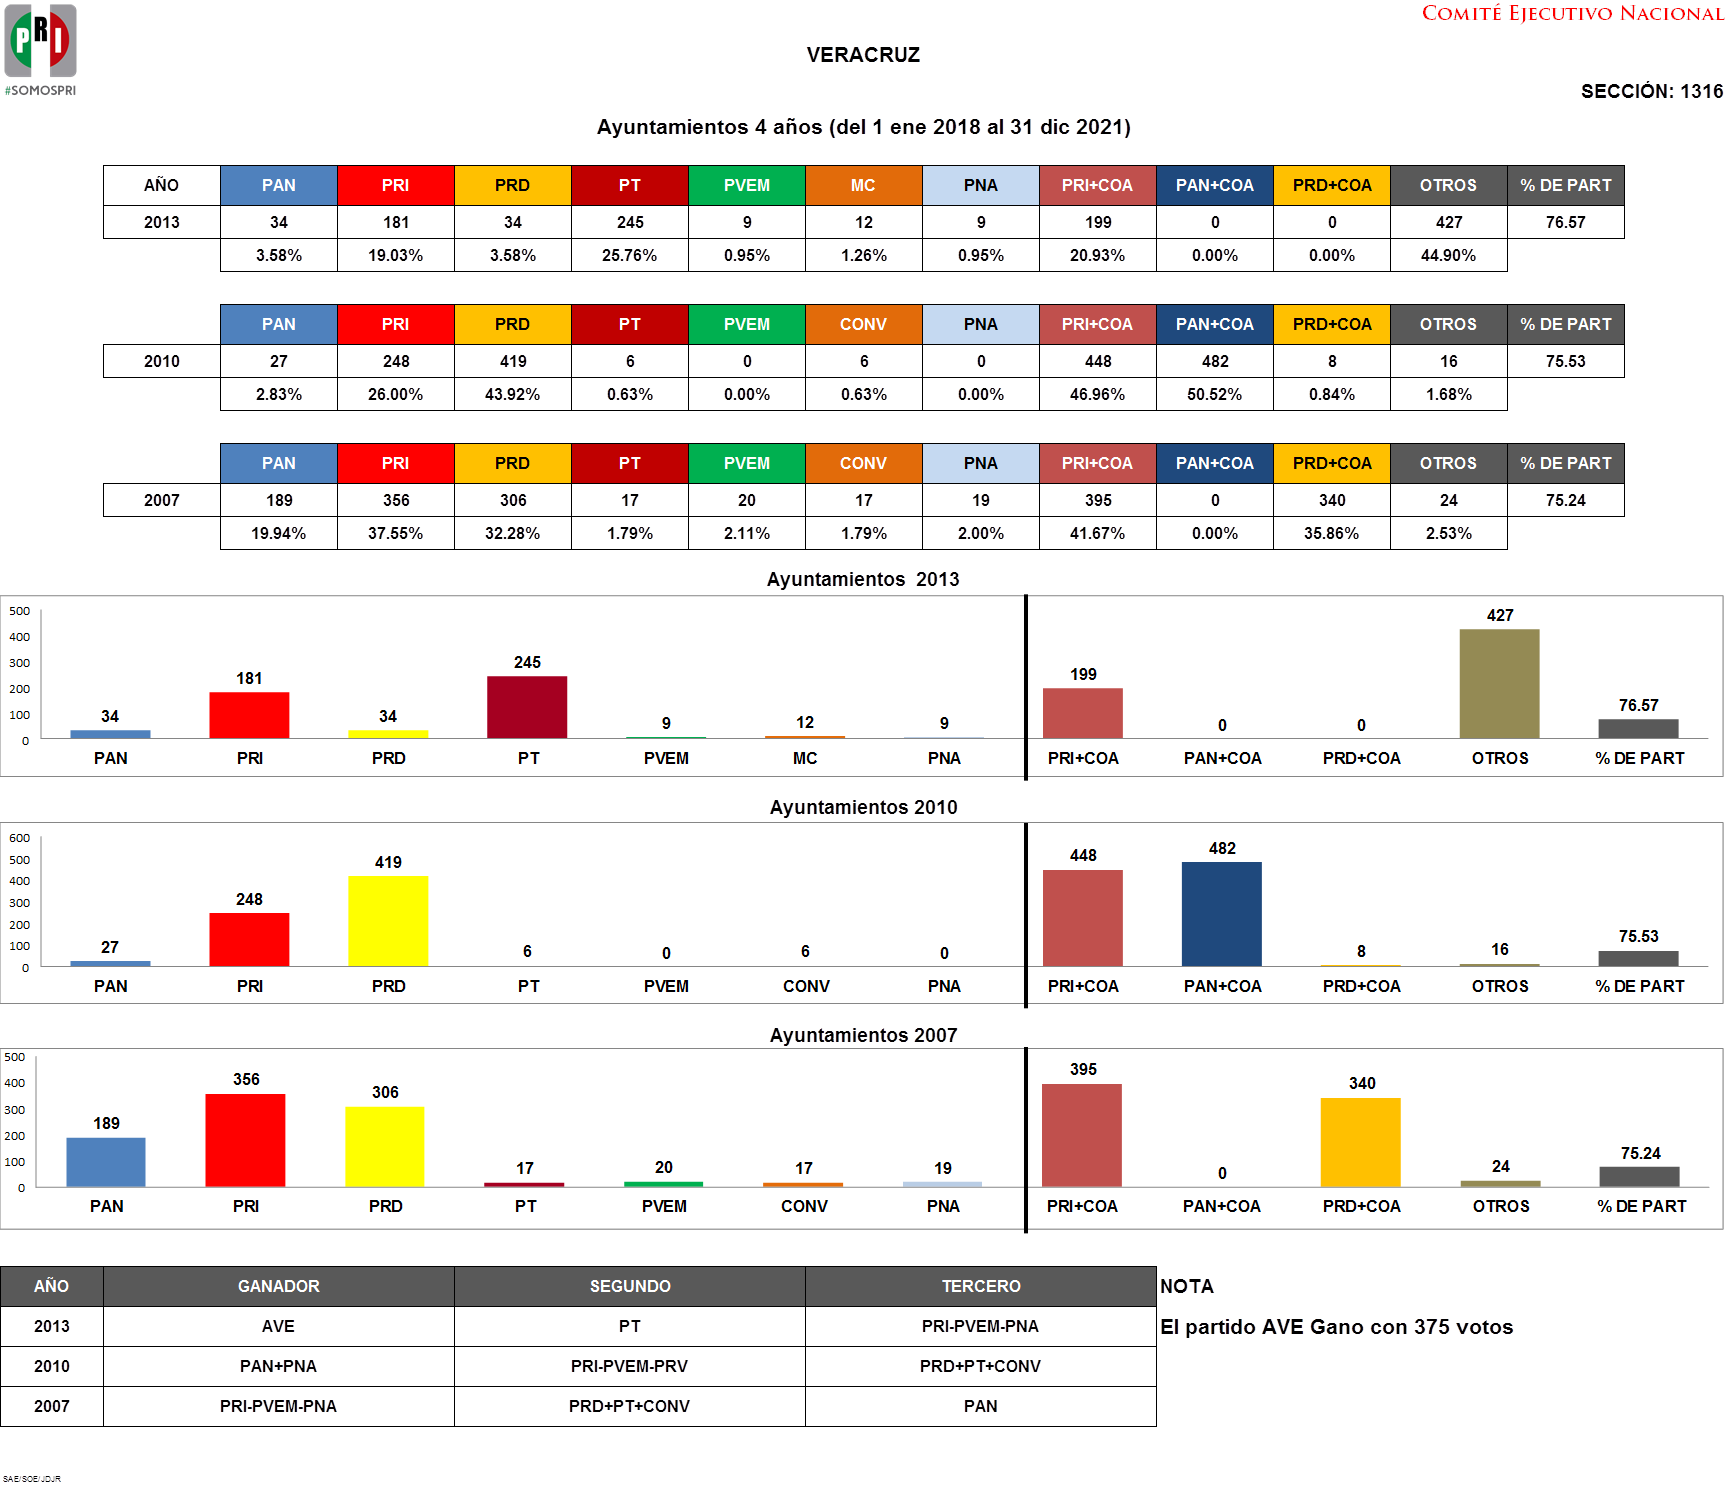 PRI
#SOMOSPRI
COMITÉ EJECUTIVO NACIONAL
VERACRUZ
SECCIÓN: 1316
Ayuntamientos 4 años (del 1 ene 2018 al 31 dic 2021)
AÑO PAN PRI PRD PT PVEM MC PNA PRI+COA PAN+COA PRD+COA OTROS % DE PART
2013 34 181 34 245 9 12 9 199 0 0 427 76.57
3.58% 19.03% 3.58% 25.76% 0.95% 1.26% 0.95% 20.93% 0.00% 0.00% 44.90%
PAN PRI PRD PT PVEM CONV PNA PRI+COA PAN+COA PRD+COA OTROS % DE PART
2010 27 248 419 6 0 6 0 448 482 8 16 75.53
2.83% 26.00% 43.92% 0.63% 0.00% 0.63% 0.00% 46.96% 50.52% 0.84% 1.68%
PAN PRI PRD PT PVEM CONV PNA PRI+COA PAN+COA PRD+COA OTROS % DE PART
2007 189 356 306 17 20 17 19 395 0 340 24 75.24
19.94% 37.55% 32.28% 1.79% 2.11% 1.79% 2.00% 41.67% 0.00% 35.86% 2.53%
Ayuntamientos 2013
500
400
300
200
100
0
34 181 34 245 9 12 9 199 0 0 427 76.57
PAN PRI PRD PT PVEM MC PNA PRI+COA PAN+COA PRD+COA OTROS % DE PART
Ayuntamientos 2010
600
500
400
300
200
100
0
27 248 419 6 0 6 0 448 482 8 16 75.53
PAN PRI PRD PT PVEM CONV PNA PRI+COA PAN+COA PRD+COA OTROS % DE PART
Ayuntamientos 2007
500
400
300
200
100
0
189 356 306 17 20 17 19 395 0 340 24 75.24
PAN PRI PRD PT PVEM CONV PNA PRI+COA PAN+COA PRD+COA OTROS % DE PART
AÑO GANADOR SEGUNDO TERCERO NOTA
2013 AVE PT PRI-PVEM-PNA El partido AVE Gano con 375 votos
2010 PAN+PNA PRI-PVEM-PRV PRD+PT+CONV
2007 PRI-PVEM-PNA PRD+PT+CONV PAN
SAE/SOE/JDJR